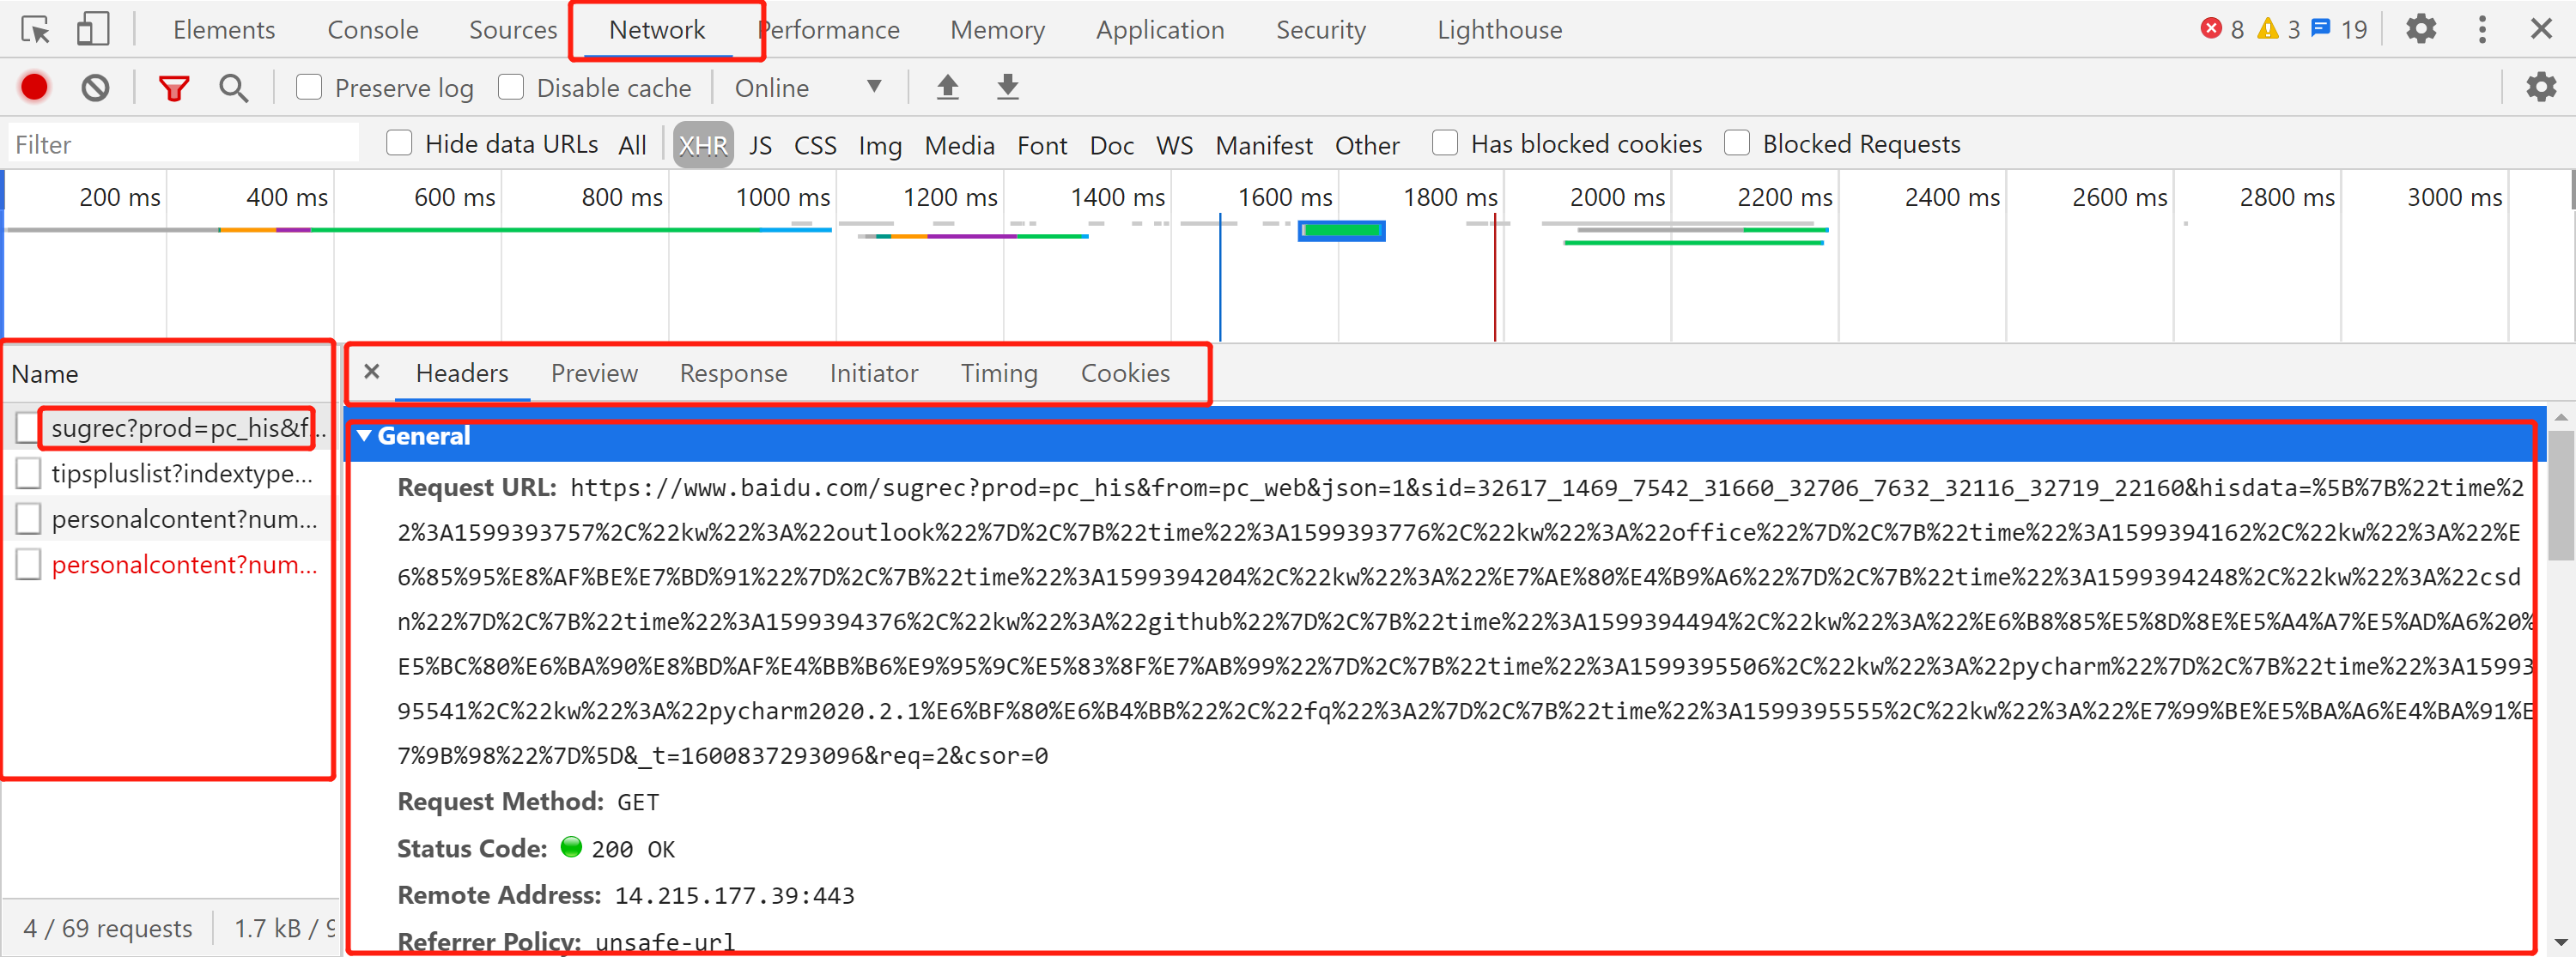 Elements Console Sources Network Performance Memory Application Security Lighthouse 8 3 19
Preserve log Disable cache Online
Filter Hide data URLs All XHR JS CSS Img Media Font Doc WS Manifest Other Has blocked cookies Blocked Requests
200 ms 400 ms 600 ms 800 ms 1000 ms 1200 ms 1400 ms 1600 ms 1800 ms 2000 ms 2200 ms 2400 ms 2600 ms 2800 ms 3000 ms
Name
sugrec?prod=pc_his&f...
tipspluslist?indextype...
personalcontent?num...
personalcontent?num...
4 / 69 requests 1.7 kB / 9
× Headers Preview Response Initiator Timing Cookies
General
Request URL: https://www.baidu.com/sugrec?prod=pc_his&from=pc_web&json=1&sid=32617_1469_7542_31660_32706_7632_32116_32719_22160&hisdata=%5B%7B%22time%2
2%3A1599393757%2C%22kw%22%3A%22outlook%22%7D%2C%7B%22time%22%3A1599393776%2C%22kw%22%3A%22office%22%7D%2C%7B%22time%22%3A1599394162%2C%22kw%22%3A%22%E
6%85%95%E8%AF%BE%E7%BD%91%22%7D%2C%7B%22time%22%3A1599394204%2C%22kw%22%3A%22%E7%AE%80%E4%B9%A6%22%7D%2C%7B%22time%22%3A1599394248%2C%22kw%22%3A%22csd
n%22%7D%2C%7B%22time%22%3A1599394376%2C%22kw%22%3A%22github%22%7D%2C%7B%22time%22%3A1599394494%2C%22kw%22%3A%22%E6%B8%85%E5%8D%8E%E5%A4%A7%E5%AD%A6%20%
E5%BC%80%E6%BA%90%E8%BD%AF%E4%BB%B6%E9%95%9C%E5%83%8F%E7%AB%99%22%7D%2C%7B%22time%22%3A1599395506%2C%22kw%22%3A%22pycharm%22%7D%2C%7B%22time%22%3A15993
95541%2C%22kw%22%3A%22pycharm2020.2.1%E6%BF%80%E6%B4%BB%22%2C%22fq%22%3A2%7D%2C%7B%22time%22%3A1599395555%2C%22kw%22%3A%22%E7%99%BE%E5%BA%A6%E4%BA%91%E
7%9B%98%22%7D%5D&_t=1600837293096&req=2&csor=0
Request Method: GET
Status Code: 200 OK
Remote Address: 14.215.177.39:443
Referrer Policy: unsafe-url